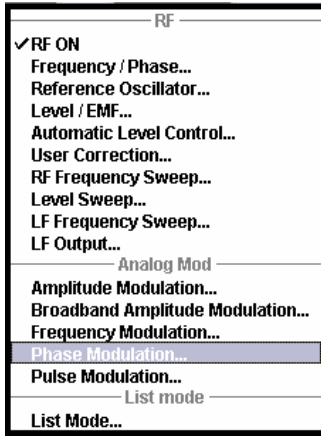 RF
RF ON
Frequency / Phase...
Reference Oscillator...
Level / EMF...
Automatic Level Control...
User Correction...
RF Frequency Sweep...
Level Sweep...
LF Frequency Sweep...
LF Output...
Analog Mod
Amplitude Modulation...
Broadband Amplitude Modulation...
Frequency Modulation...
Phase Modulation...
Pulse Modulation...
List mode
List Mode...